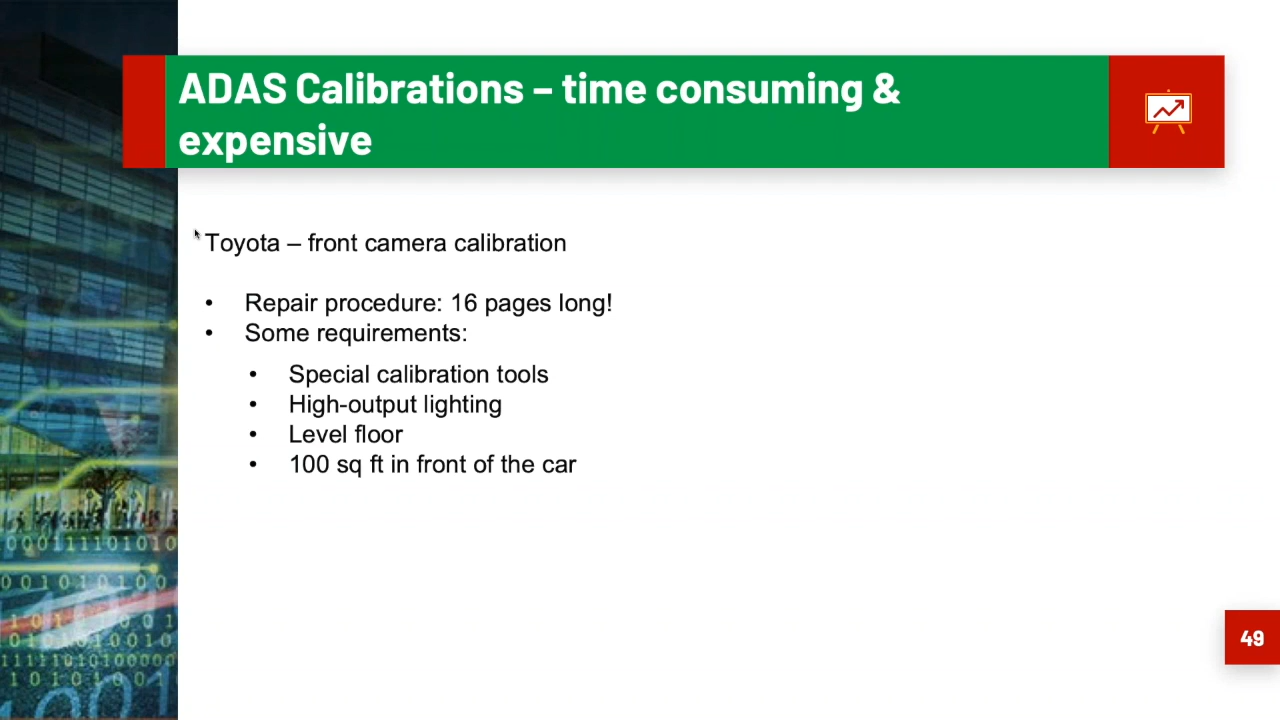 ADAS Calibrations – time consuming &
expensive
Toyota – front camera calibration
• Repair procedure: 16 pages long!
• Some requirements:
• Special calibration tools
• High-output lighting
• Level floor
• 100 sq ft in front of the car
49